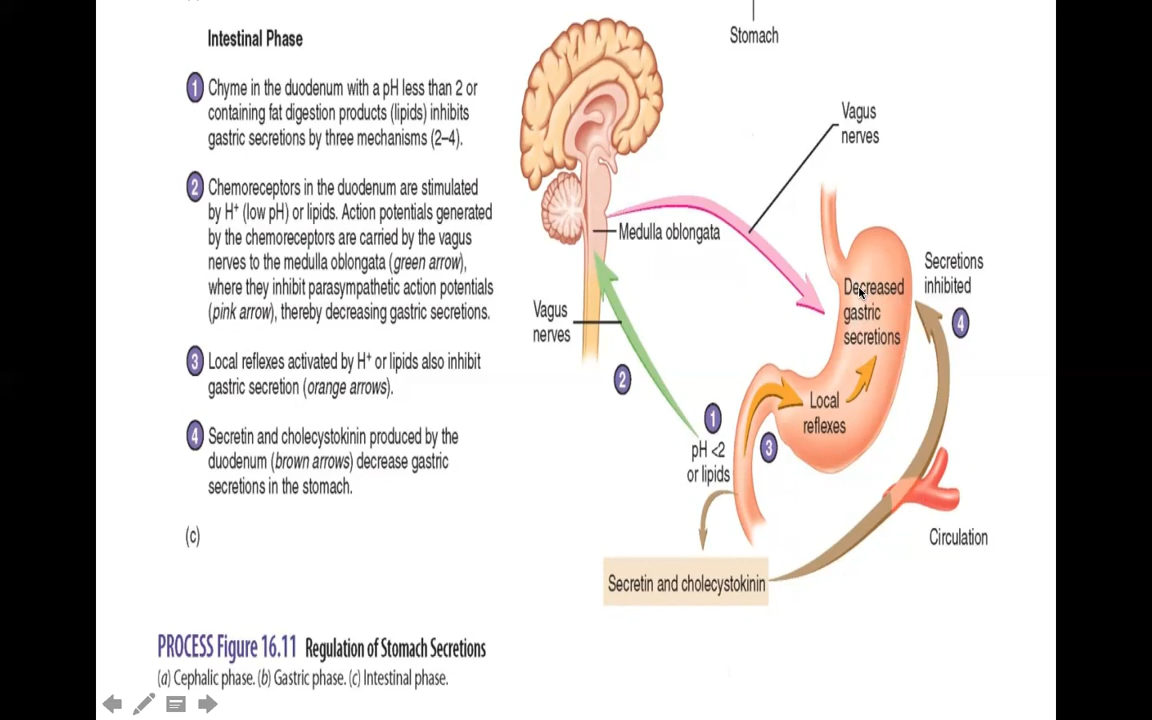 Intestinal Phase
1 Chyme in the duodenum with a pH less than 2 or
containing fat digestion products (lipids) inhibits
gastric secretions by three mechanisms (2–4).
2 Chemoreceptors in the duodenum are stimulated
by H⁺ (low pH) or lipids. Action potentials generated
by the chemoreceptors are carried by the vagus
nerves to the medulla oblongata (green arrow),
where they inhibit parasympathetic action potentials
(pink arrow), thereby decreasing gastric secretions.
3 Local reflexes activated by H⁺ or lipids also inhibit
gastric secretion (orange arrows).
4 Secretin and cholecystokinin produced by the
duodenum (brown arrows) decrease gastric
secretions in the stomach.
(c)
Stomach
Vagus
nerves
Medulla oblongata
Secretions
inhibited
4
Decreased
gastric
secretions
Vagus
nerves
2
1
pH <2
or lipids
3
Local
reflexes
Circulation
Secretin and cholecystokinin
PROCESS Figure 16.11 Regulation of Stomach Secretions
(a) Cephalic phase. (b) Gastric phase. (c) Intestinal phase.